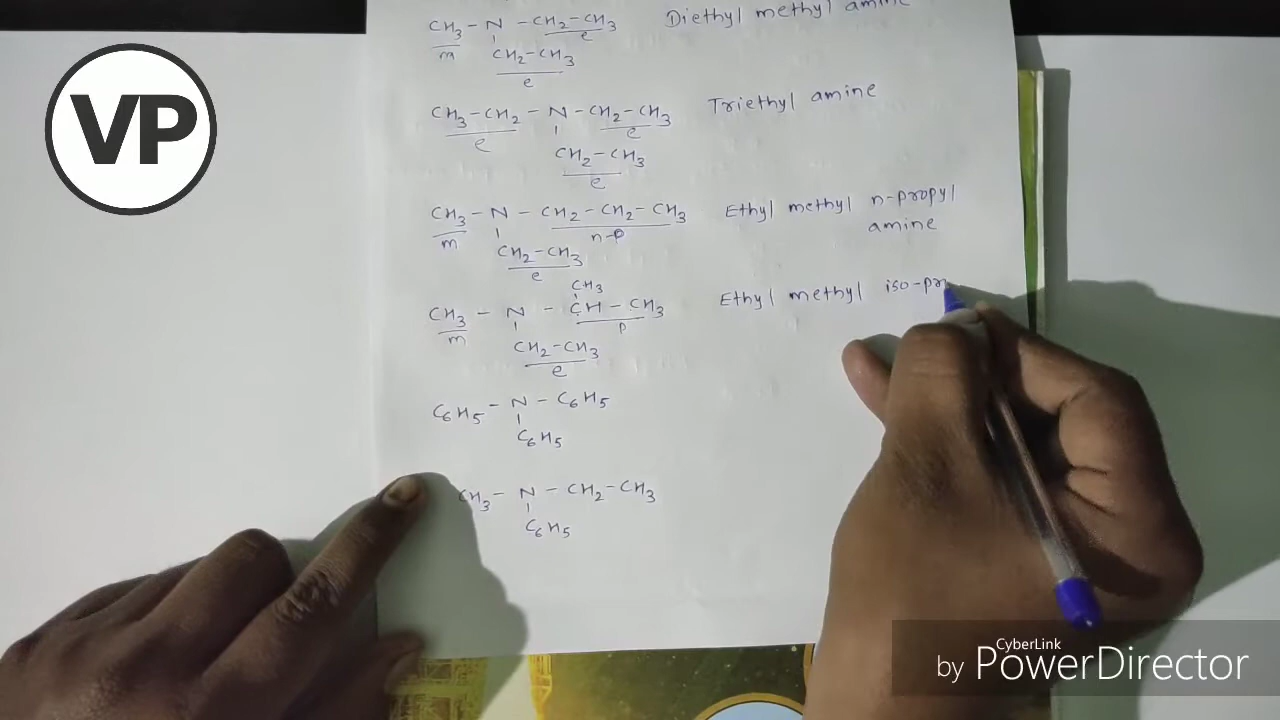 VP
CH3 - N - CH2-CH3 Diethyl methyl amine
m e
CH2-CH3
e
CH3-CH2 - N - CH2-CH3 Triethyl amine
e e
CH2-CH3
e
CH3 - N - CH2-CH2-CH3 Ethyl methyl n-propyl
m n-p amine
CH2-CH3
e
CH3
CH3 - N - CH-CH3 Ethyl methyl iso-pr
m p
CH2-CH3
e
C6H5 - N - C6H5
C6H5
CH3 - N - CH2-CH3
C6H5
CyberLink
by PowerDirector